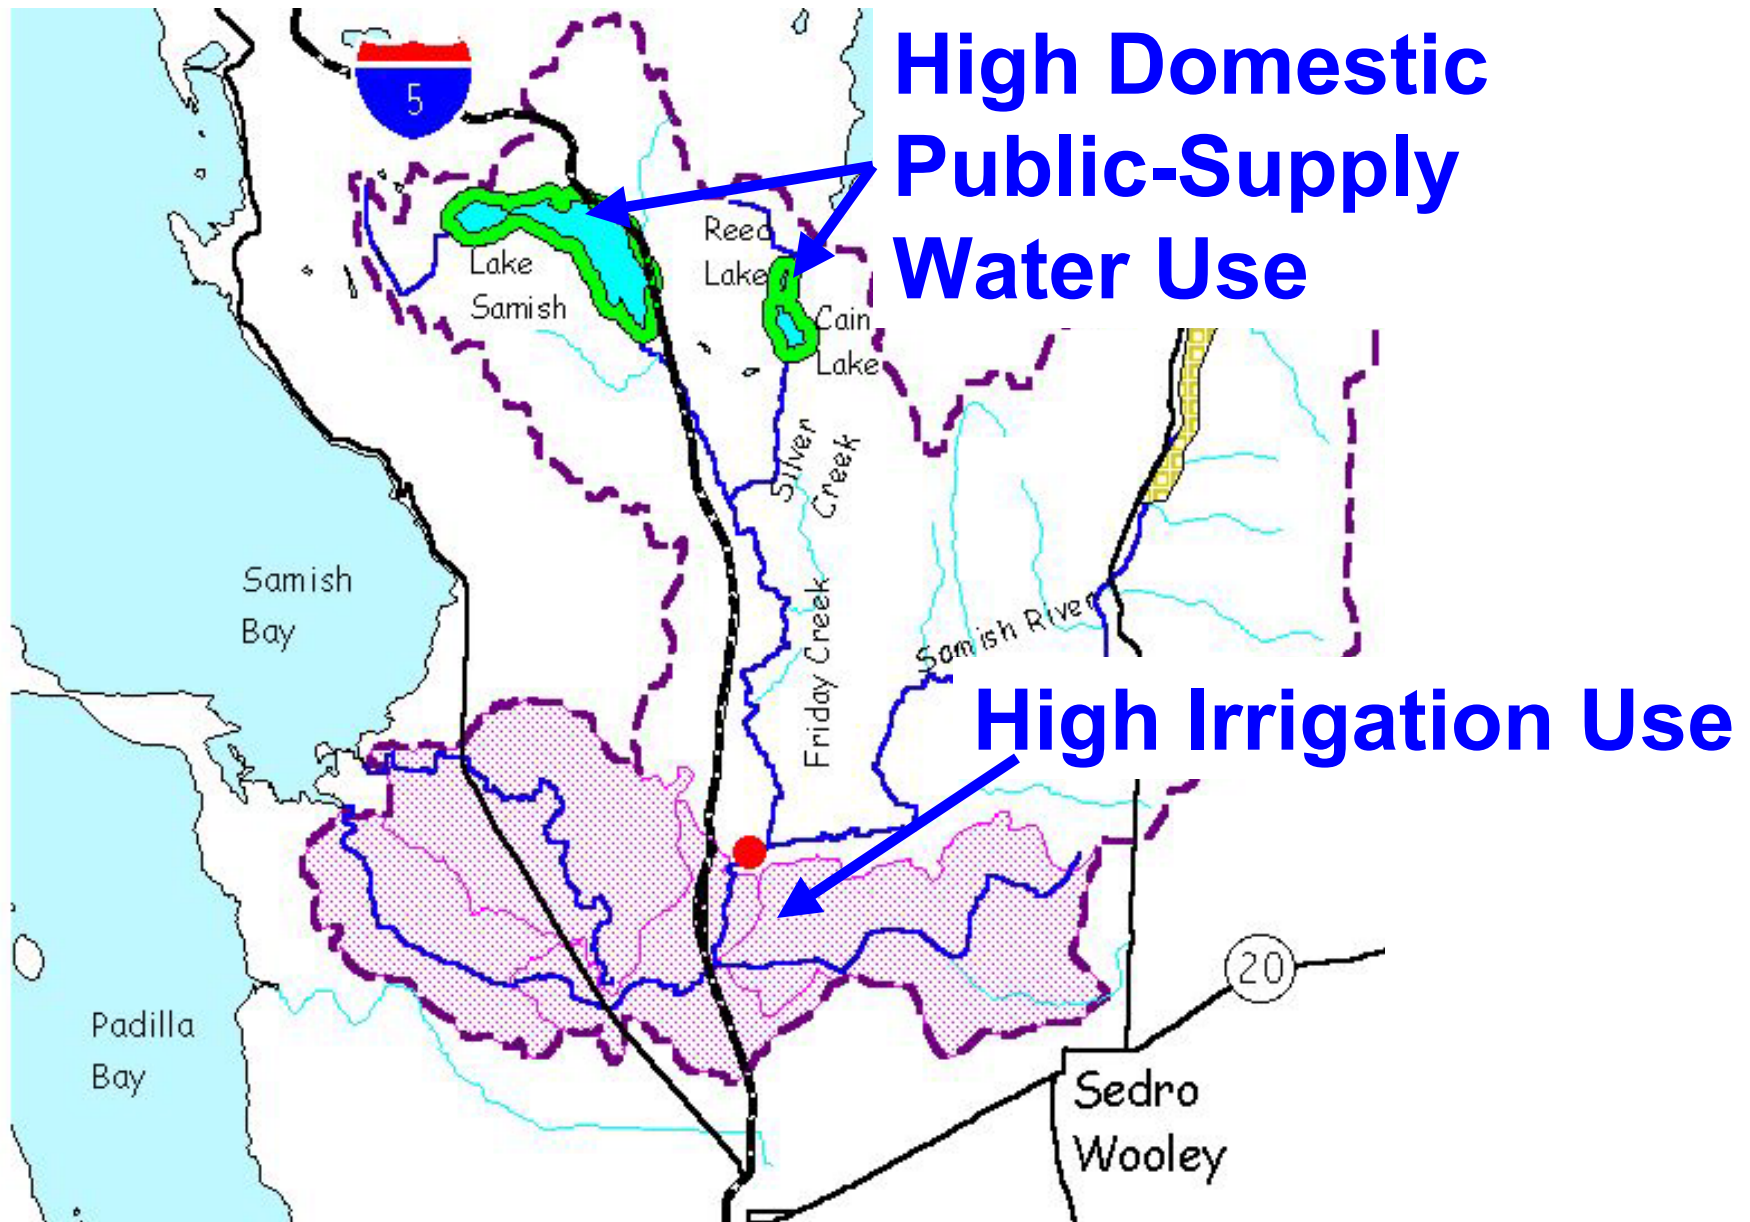 High Domestic
Public-Supply
Water Use
5
Reed
Lake
Lake
Samish
Cain
Lake
Silver
Creek
Samish
Bay
Friday Creek
Samish River
High Irrigation Use
20
Padilla
Bay
Sedro
Wooley